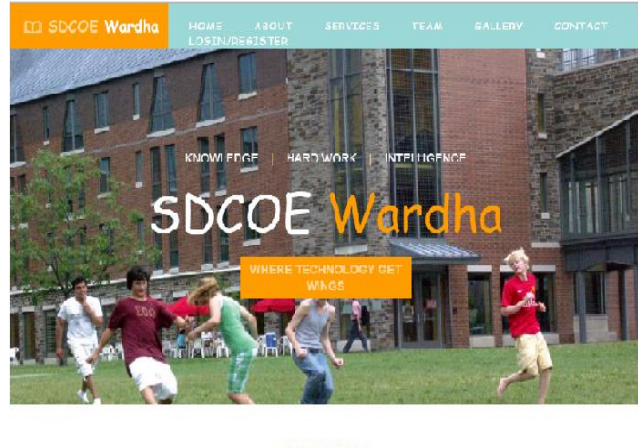 SDCOE Wardha
HOME ABOUT SERVICES TEAM GALLERY CONTACT
LOGIN/REGISTER
KNOWLEDGE | HARD WORK | INTELLIGENCE
SDCOE Wardha
WHERE TECHNOLOGY GET
WINGS